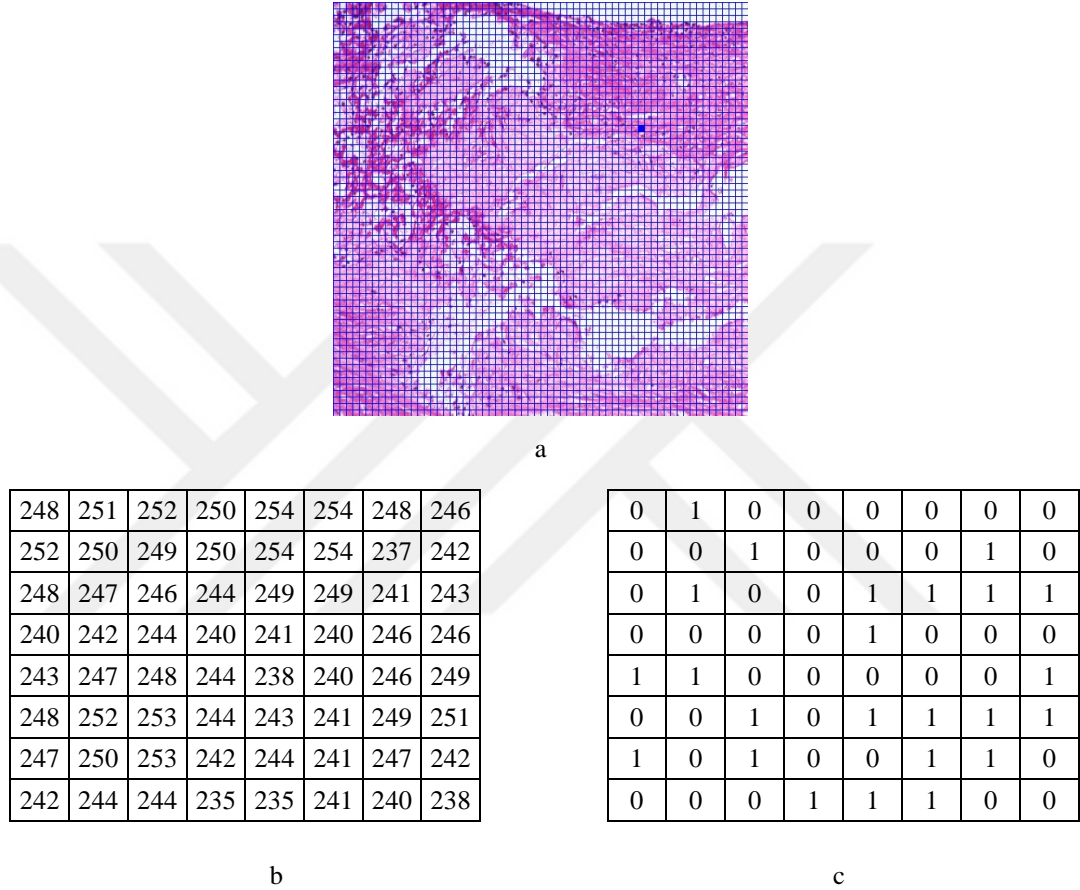 a
248 251 252 250 254 254 248 246
252 250 249 250 254 254 237 242
248 247 246 244 249 249 241 243
240 242 244 240 241 240 246 246
243 247 248 244 238 240 246 249
248 252 253 244 243 241 249 251
247 250 253 242 244 241 247 242
242 244 244 235 235 241 240 238
b
0 1 0 0 0 0 0 0
0 0 1 0 0 0 1 0
0 1 0 0 1 1 1 1
0 0 0 0 1 0 0 0
1 1 0 0 0 0 0 1
0 0 1 0 1 1 1 1
1 0 1 0 0 1 1 0
0 0 0 1 1 1 0 0
c